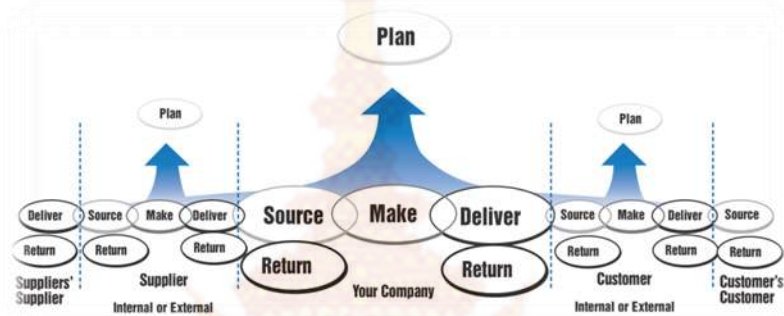 Plan
Plan
Plan
Deliver Source Make Deliver Source Make Deliver Source Make Deliver Source
Return Return Return Return Return Return Return Return
Suppliers' Supplier Your Company Customer Customer's
Supplier Internal or External Internal or External Customer